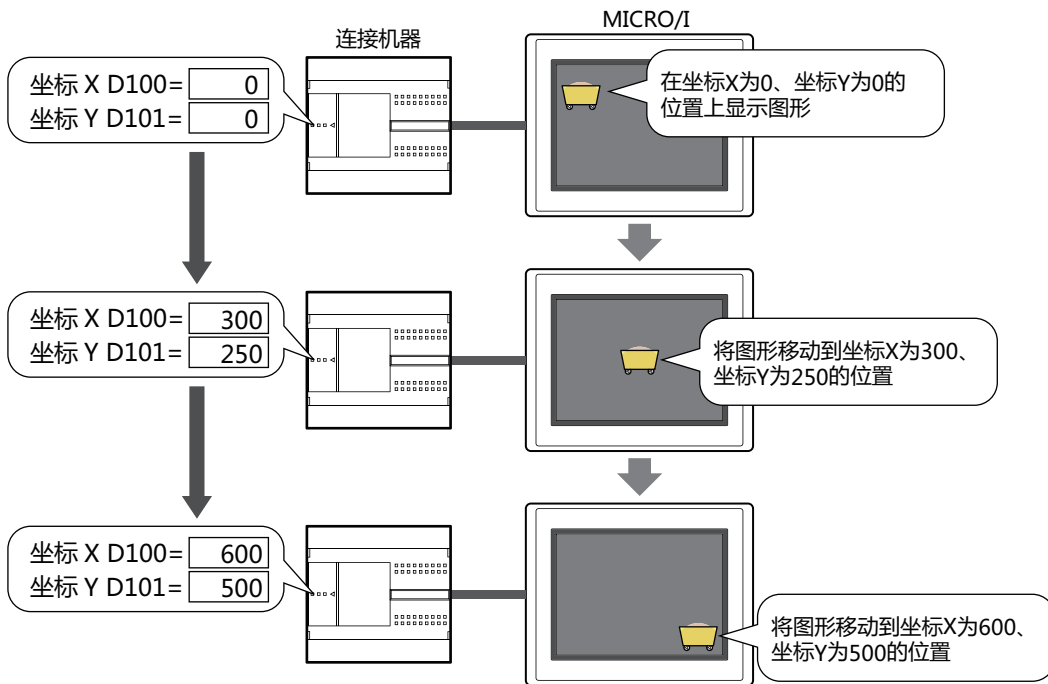 连接机器
MICRO/I
坐标 X D100= 0
坐标 Y D101= 0
在坐标X为0、坐标Y为0的
位置上显示图形
坐标 X D100= 300
坐标 Y D101= 250
将图形移动到坐标X为300、
坐标Y为250的位置
坐标 X D100= 600
坐标 Y D101= 500
将图形移动到坐标X为600、
坐标Y为500的位置